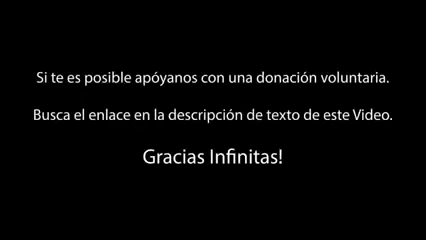 Si te es posible apóyanos con una donación voluntaria.
Busca el enlace en la descripción de texto de este Video.
Gracias Infinitas!